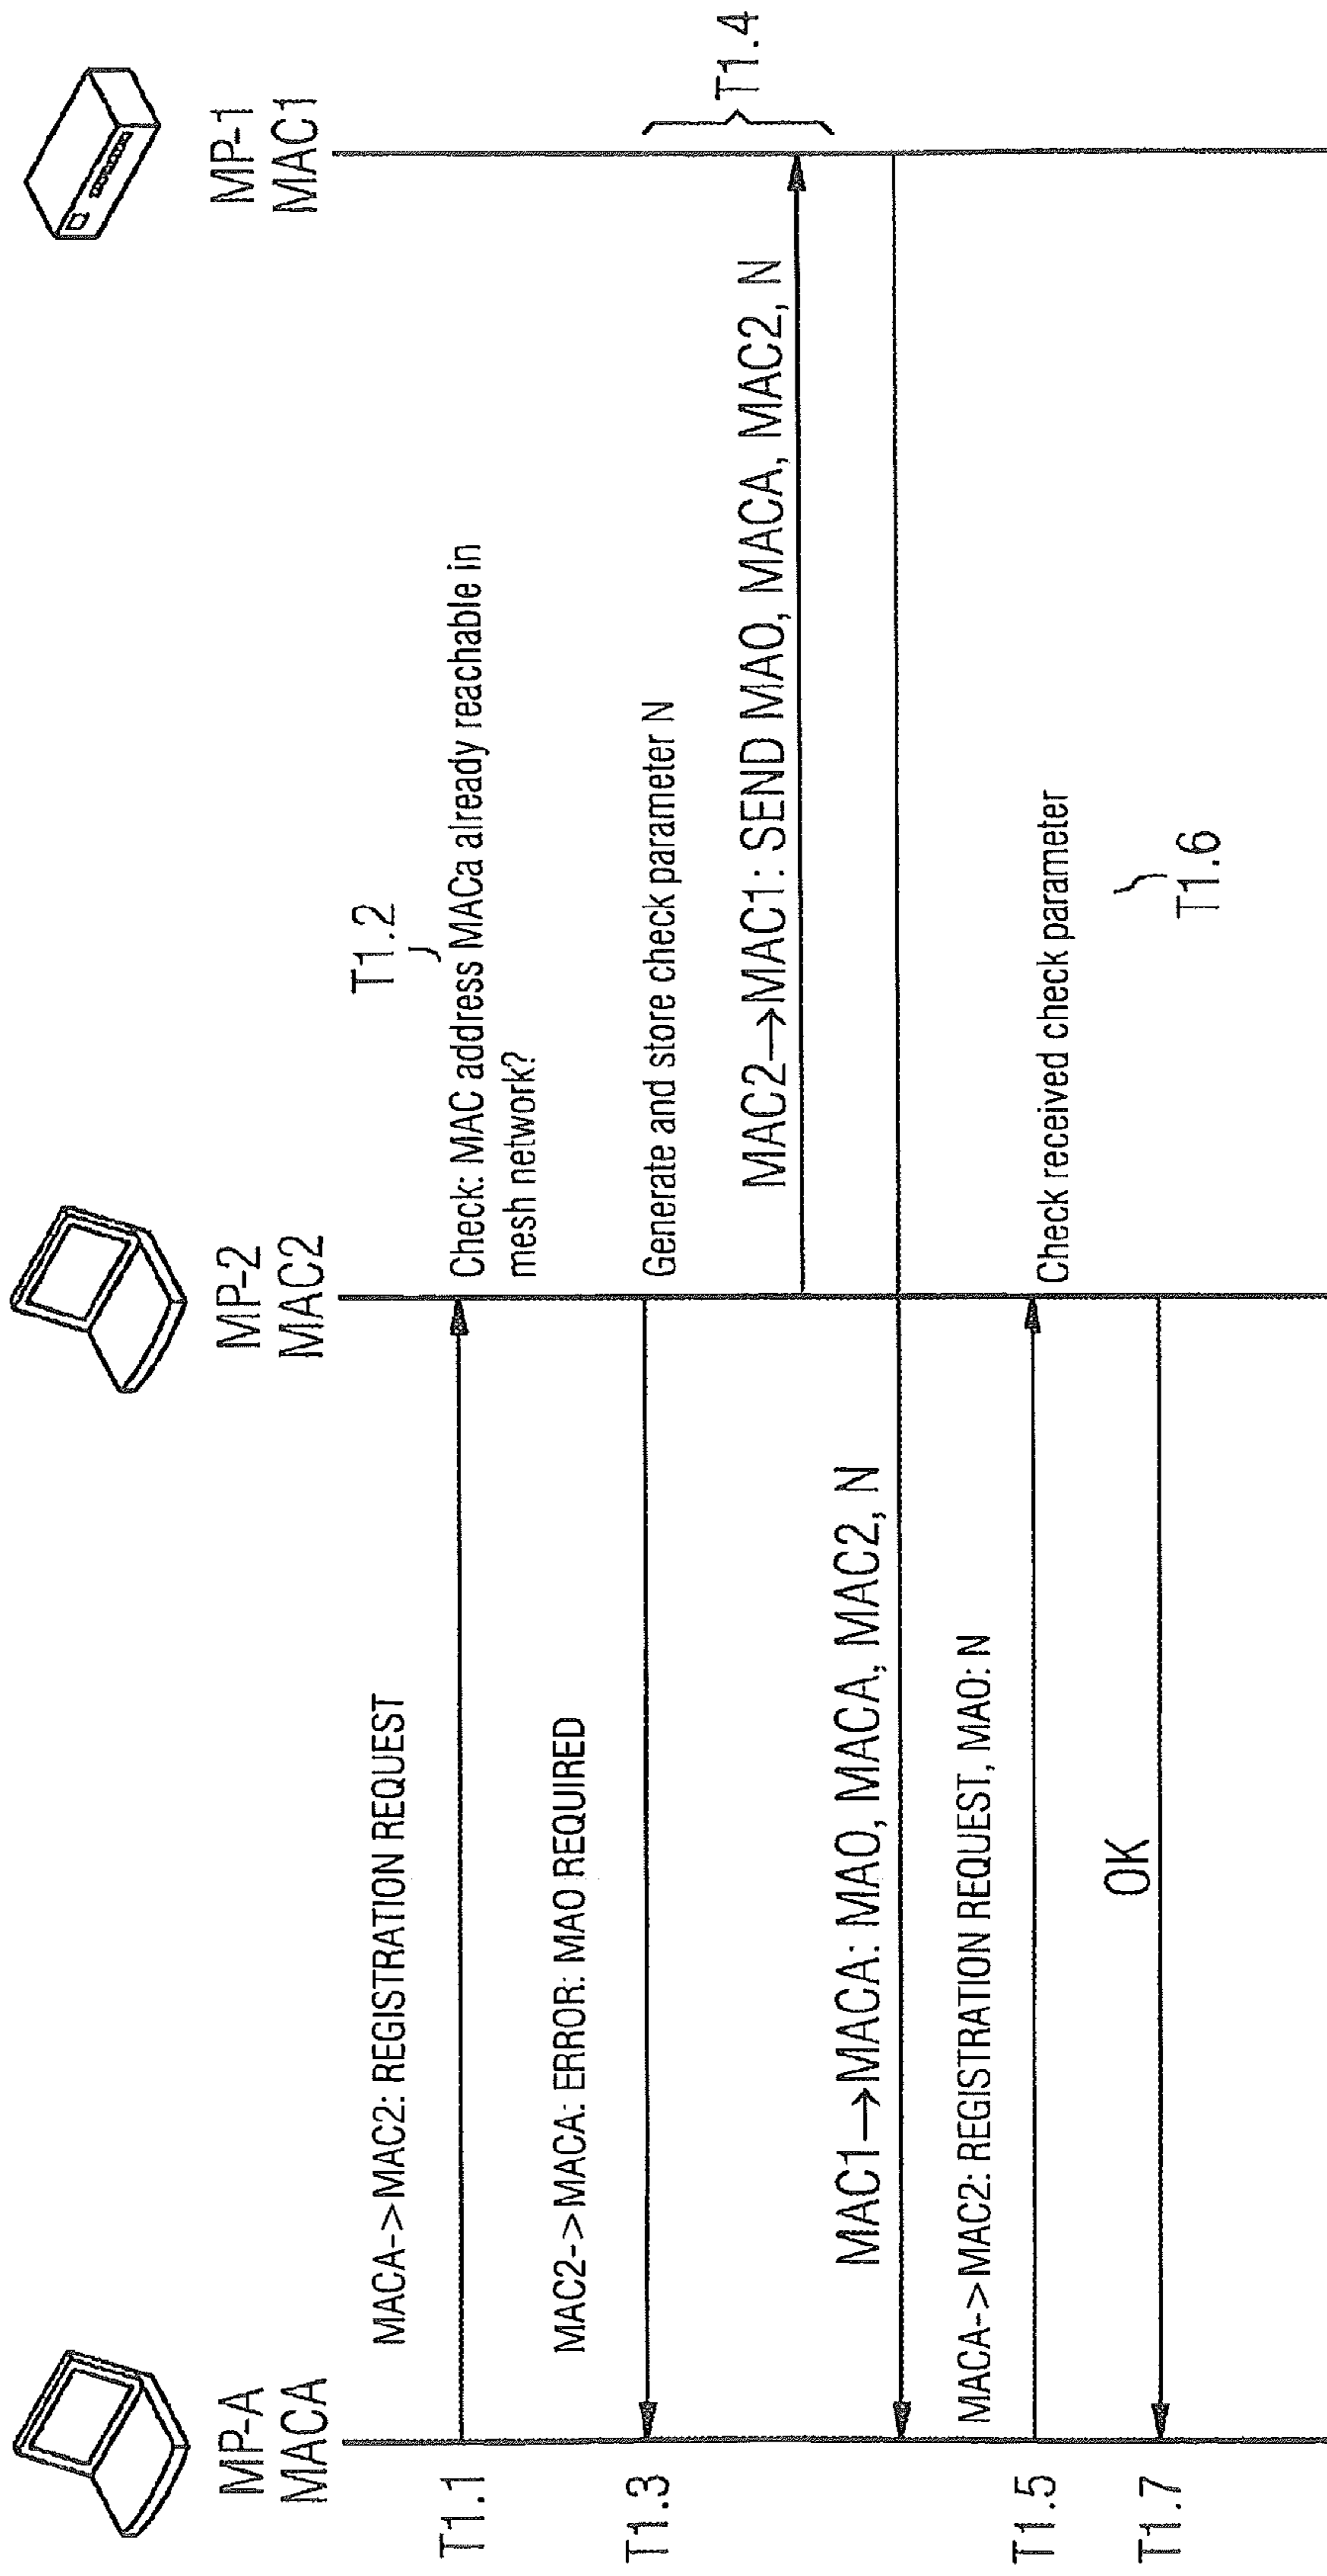 MP-A
MACA
MP-2
MAC2
MP-1
MAC1
T1.1
MACA->MAC2: REGISTRATION REQUEST
T1.2
Check: MAC address MACa already reachable in
mesh network?
T1.3
MAC2->MACA: ERROR: MAO REQUIRED
Generate and store check parameter N
MAC2→MAC1: SEND MAO, MACA, MAC2, N
T1.4
MAC1→MACA: MAO, MACA, MAC2, N
T1.5
MACA->MAC2: REGISTRATION REQUEST, MAO: N
Check received check parameter
T1.6
T1.7
OK